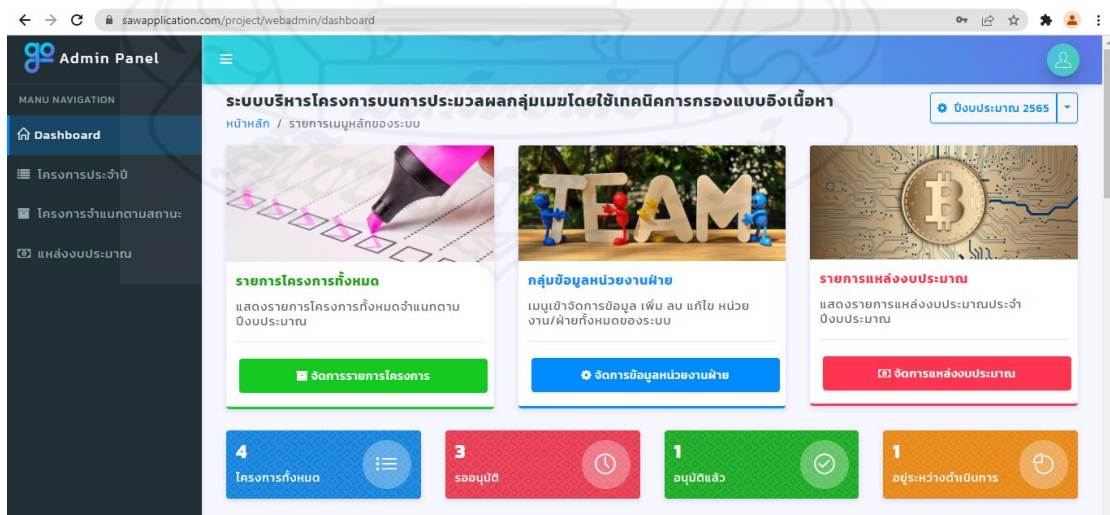 sawapplication.com/project/webadmin/dashboard
go Admin Panel
MANU NAVIGATION
Dashboard
โครงการประจำปี
โครงการจำแนกตามสถานะ
แหล่งงบประมาณ
ระบบบริหารโครงการบนการประมวลผลกลุ่มเมฆโดยใช้เทคนิคการกรองแบบอิงเนื้อหา
หน้าหลัก / รายการเมนูหลักของระบบ
ปีงบประมาณ 2565
TEAM
รายการโครงการทั้งหมด
แสดงรายการโครงการทั้งหมดจำแนกตาม
ปีงบประมาณ
จัดการรายการโครงการ
กลุ่มข้อมูลหน่วยงานฝ่าย
เมนูเข้าจัดการข้อมูล เพิ่ม ลบ แก้ไข หน่วย
งาน/ฝ่ายทั้งหมดของระบบ
จัดการข้อมูลหน่วยงานฝ่าย
รายการแหล่งงบประมาณ
แสดงรายการแหล่งงบประมาณประจำ
ปีงบประมาณ
จัดการแหล่งงบประมาณ
4
โครงการทั้งหมด
3
รออนุมัติ
1
อนุมัติแล้ว
1
อยู่ระหว่างดำเนินการ